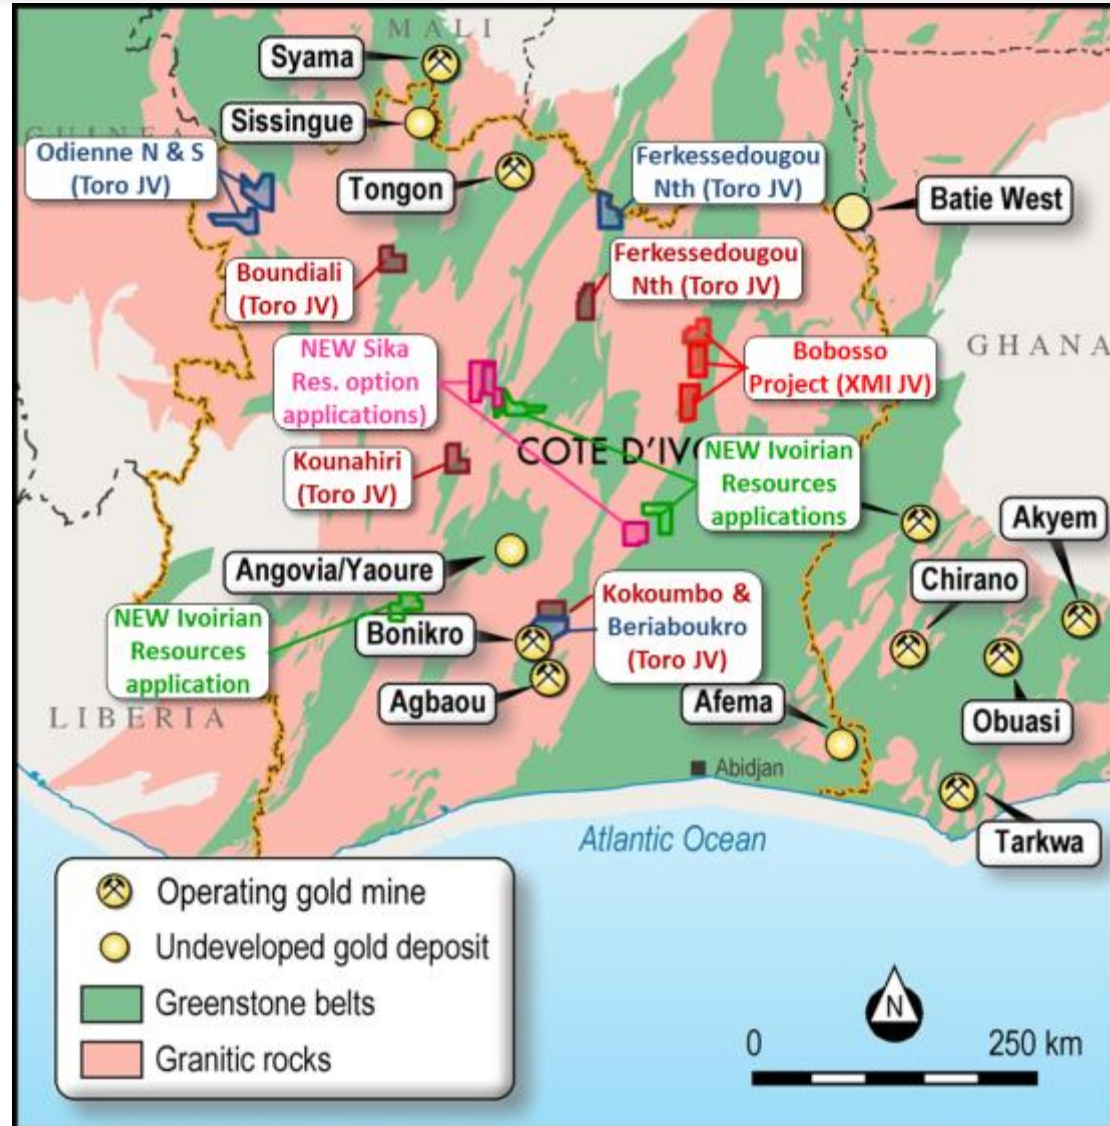 MALI
Syama
Sissingue
GUINEA
Odienne N & S
(Toro JV)
Tongon
Ferkessedougou
Nth (Toro JV)
Batie West
Boundiali
(Toro JV)
Ferkessedougou
Nth (Toro JV)
NEW Sika
Res. option
applications)
Bobosso
Project (XMI JV)
GHANA
COTE D'IV
Kounahiri
(Toro JV)
NEW Ivoirian
Resources
applications
Akyem
Angovia/Yaoure
Chirano
NEW Ivoirian
Resources
application
Bonikro
Kokoumbo &
Beriaboukro
(Toro JV)
Agbaou
Afema
Obuasi
LIBERIA
Abidjan
Tarkwa
Atlantic Ocean
Operating gold mine
Undeveloped gold deposit
Greenstone belts
Granitic rocks
N
0 250 km